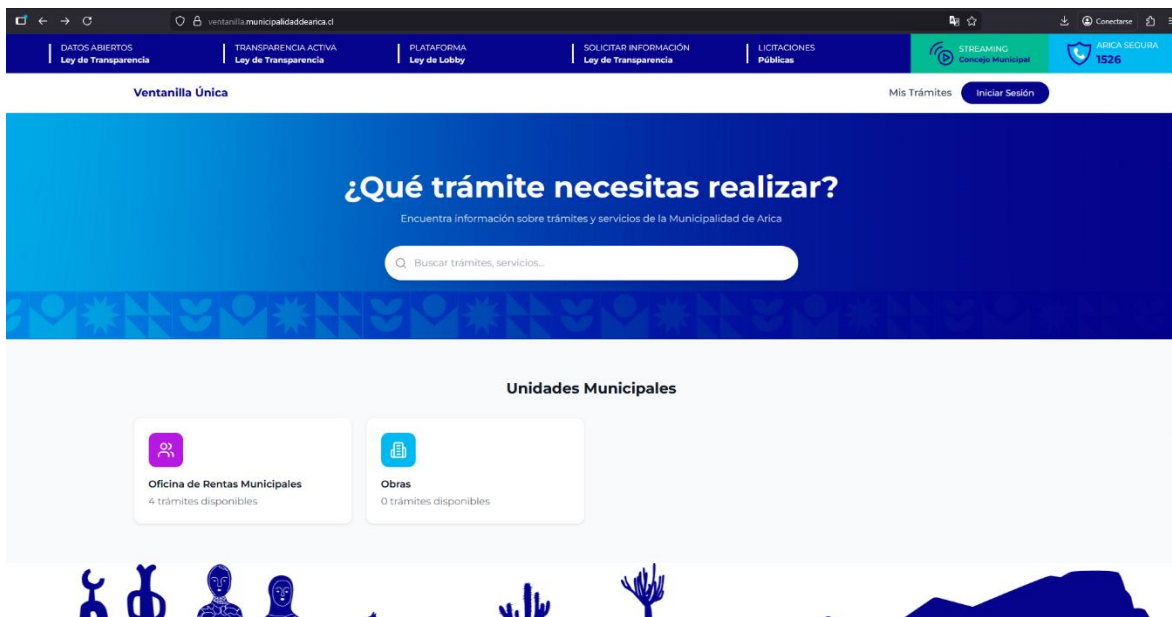 ventanilla.municipalidaddearica.cl
Conectarse
DATOS ABIERTOS
Ley de Transparencia
TRANSPARENCIA ACTIVA
Ley de Transparencia
PLATAFORMA
Ley de Lobby
SOLICITAR INFORMACIÓN
Ley de Transparencia
LICITACIONES
Públicas
STREAMING
Concejo Municipal
ARICA SEGURA
1526
Ventanilla Única
Mis Trámites
Iniciar Sesión
¿Qué trámite necesitas realizar?
Encuentra información sobre trámites y servicios de la Municipalidad de Arica
Buscar trámites, servicios...
Unidades Municipales
Oficina de Rentas Municipales
4 trámites disponibles
Obras
0 trámites disponibles